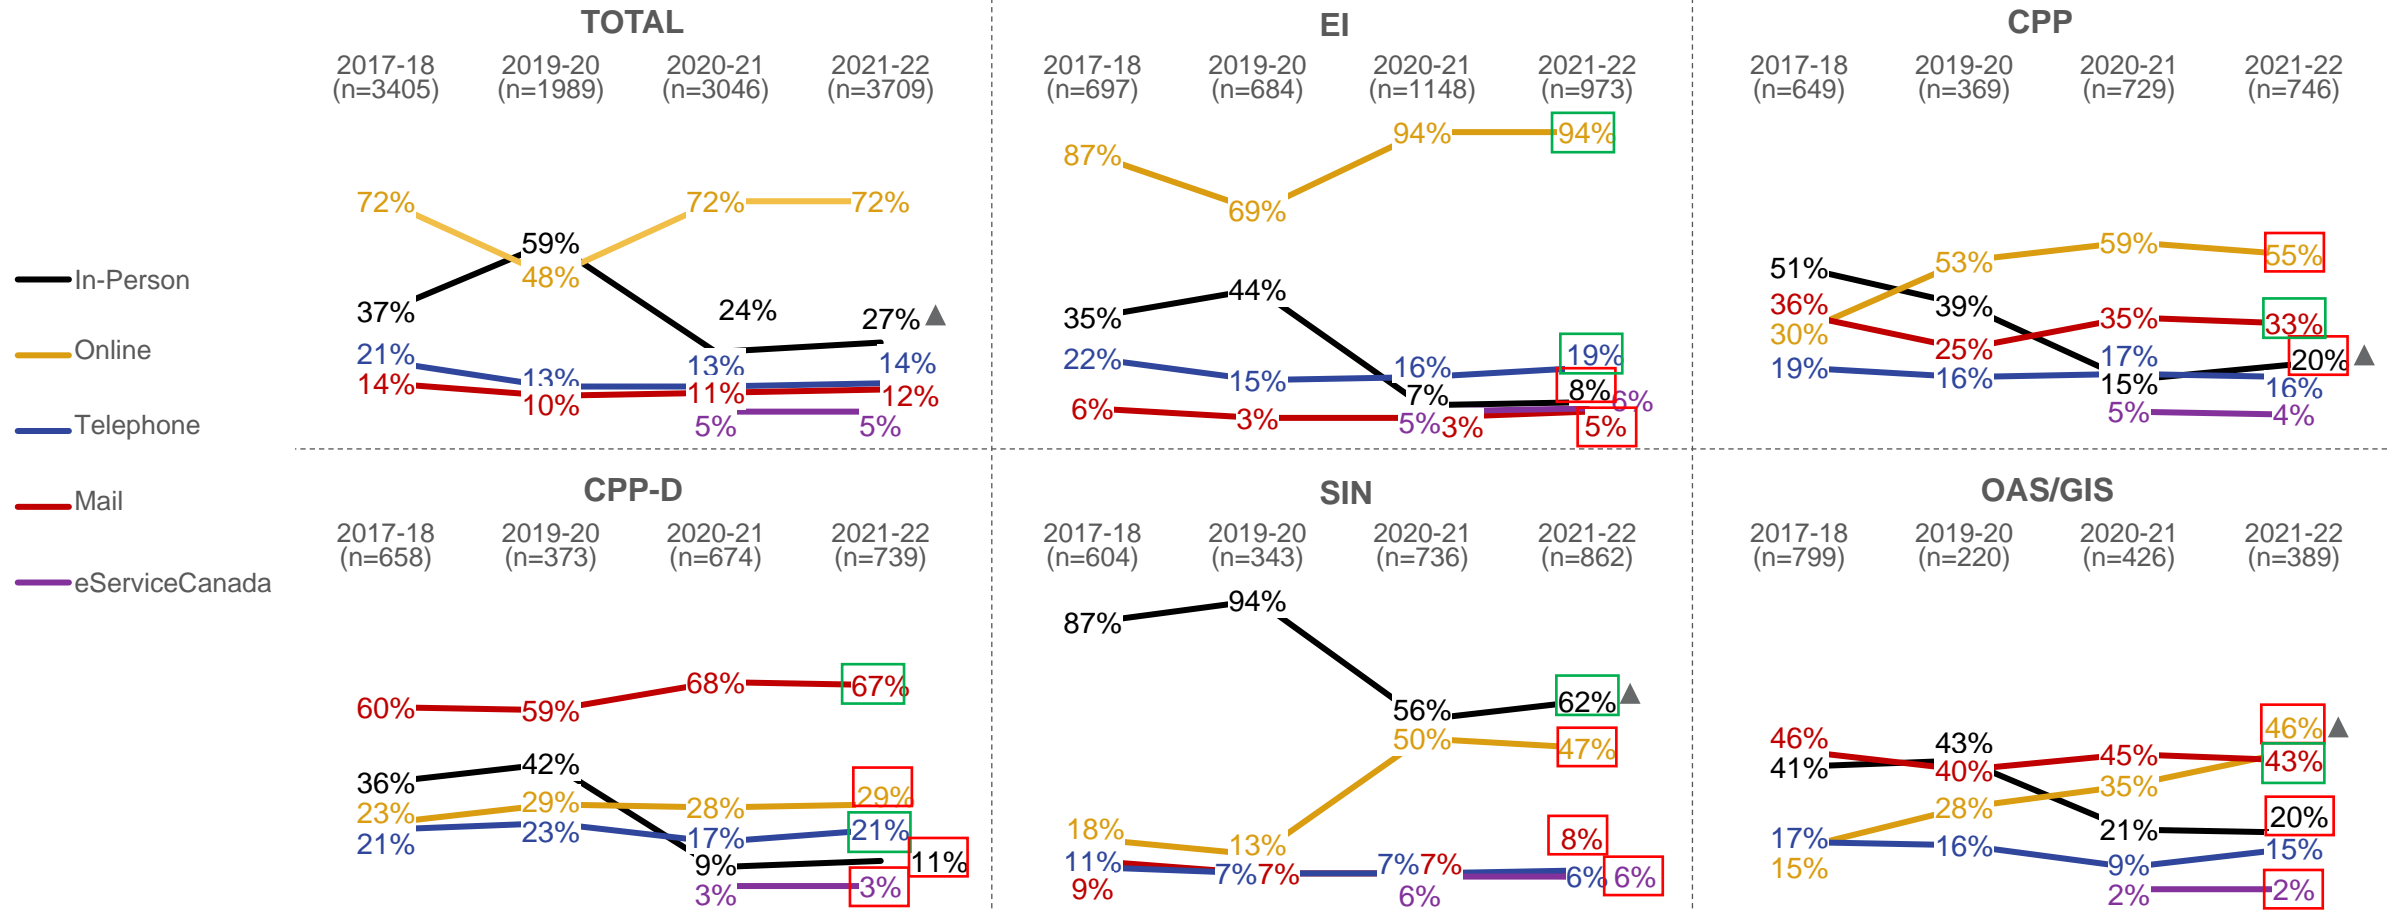 TOTAL
2017-18 2019-20 2020-21 2021-22
(n=3405) (n=1989) (n=3046) (n=3709)
72% 72% 72%
59%
48%
37% 24% 27% ▲
21% 13% 13% 14%
14% 10% 11% 12%
5% 5%
EI
2017-18 2019-20 2020-21 2021-22
(n=697) (n=684) (n=1148) (n=973)
94% 94%
87%
69%
44%
35%
22% 15% 16% 19%
7% 8%
6% 3% 5% 3% 6%
5%
CPP
2017-18 2019-20 2020-21 2021-22
(n=649) (n=369) (n=729) (n=746)
51% 53% 59% 55%
36% 39% 35% 33%
30% 25% 17% 20% ▲
19% 16% 15% 16%
5% 4%
In-Person
Online
Telephone
Mail
eServiceCanada
CPP-D
2017-18 2019-20 2020-21 2021-22
(n=658) (n=373) (n=674) (n=739)
60% 59% 68% 67%
36% 42%
23% 29% 28% 29%
21% 23% 17% 21%
9% 11%
3% 3%
SIN
2017-18 2019-20 2020-21 2021-22
(n=604) (n=343) (n=736) (n=862)
87% 94%
56% 62% ▲
50% 47%
18% 13% 8%
11% 7% 7% 7% 7% 6% 6%
9% 6%
OAS/GIS
2017-18 2019-20 2020-21 2021-22
(n=799) (n=220) (n=426) (n=389)
46% 43% 45% 46% ▲
41% 40% 43%
28% 35%
17% 16% 21% 20%
15% 9% 15%
2% 2%